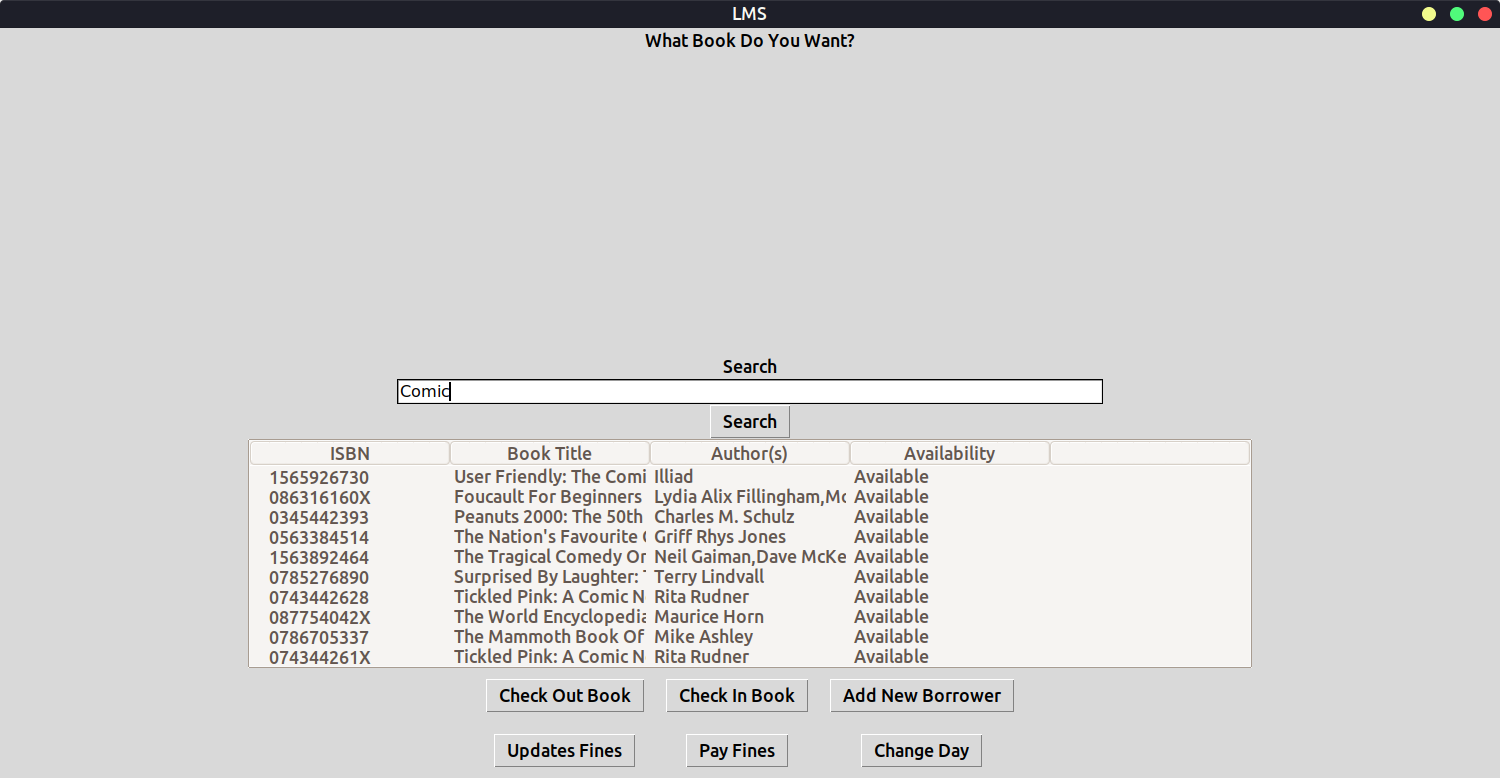 LMS
What Book Do You Want?
Search
Comic
Search
ISBN Book Title Author(s) Availability
1565926730 User Friendly: The Comi Illiad Available
086316160X Foucault For Beginners Lydia Alix Fillingham,Mo Available
0345442393 Peanuts 2000: The 50th Charles M. Schulz Available
0563384514 The Nation's Favourite Griff Rhys Jones Available
1563892464 The Tragical Comedy Or Neil Gaiman,Dave McKe Available
0785276890 Surprised By Laughter: Terry Lindvall Available
0743442628 Tickled Pink: A Comic N Rita Rudner Available
087754042X The World Encyclopedia Maurice Horn Available
0786705337 The Mammoth Book Of Mike Ashley Available
074344261X Tickled Pink: A Comic N Rita Rudner Available
Check Out Book Check In Book Add New Borrower
Updates Fines Pay Fines Change Day